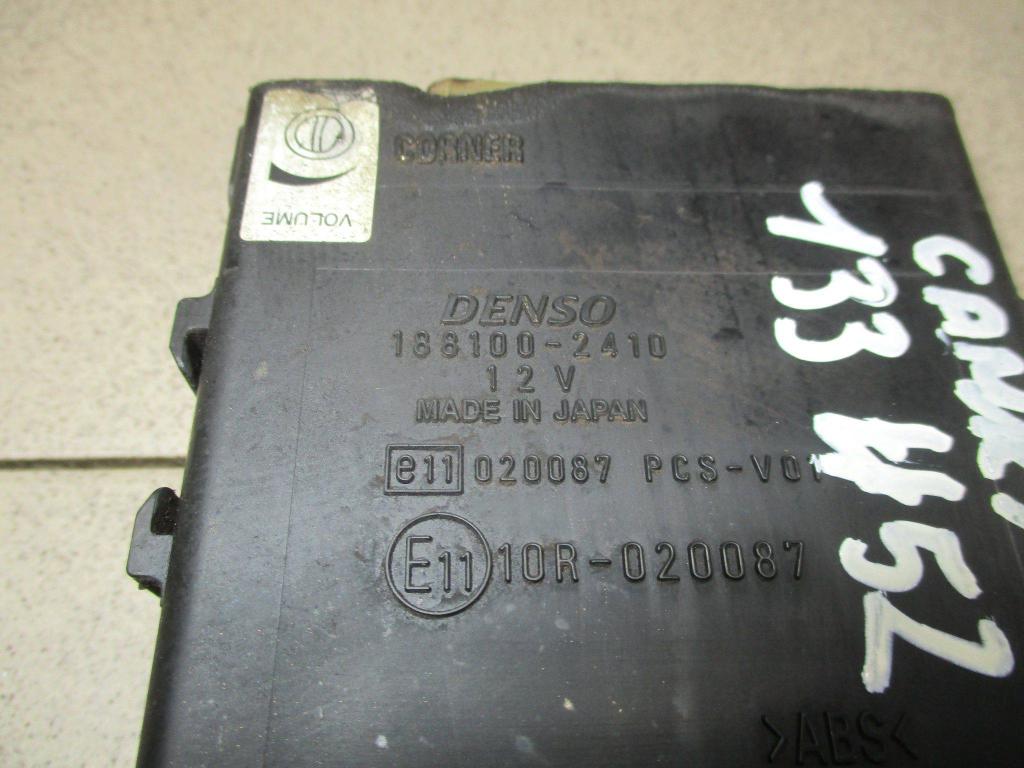 VOLUME
CORNER
DENSO
188100-2410
12V
MADE IN JAPAN
e11 020087 PCS-V01
E11 10R-020087
>ABS<
133 452